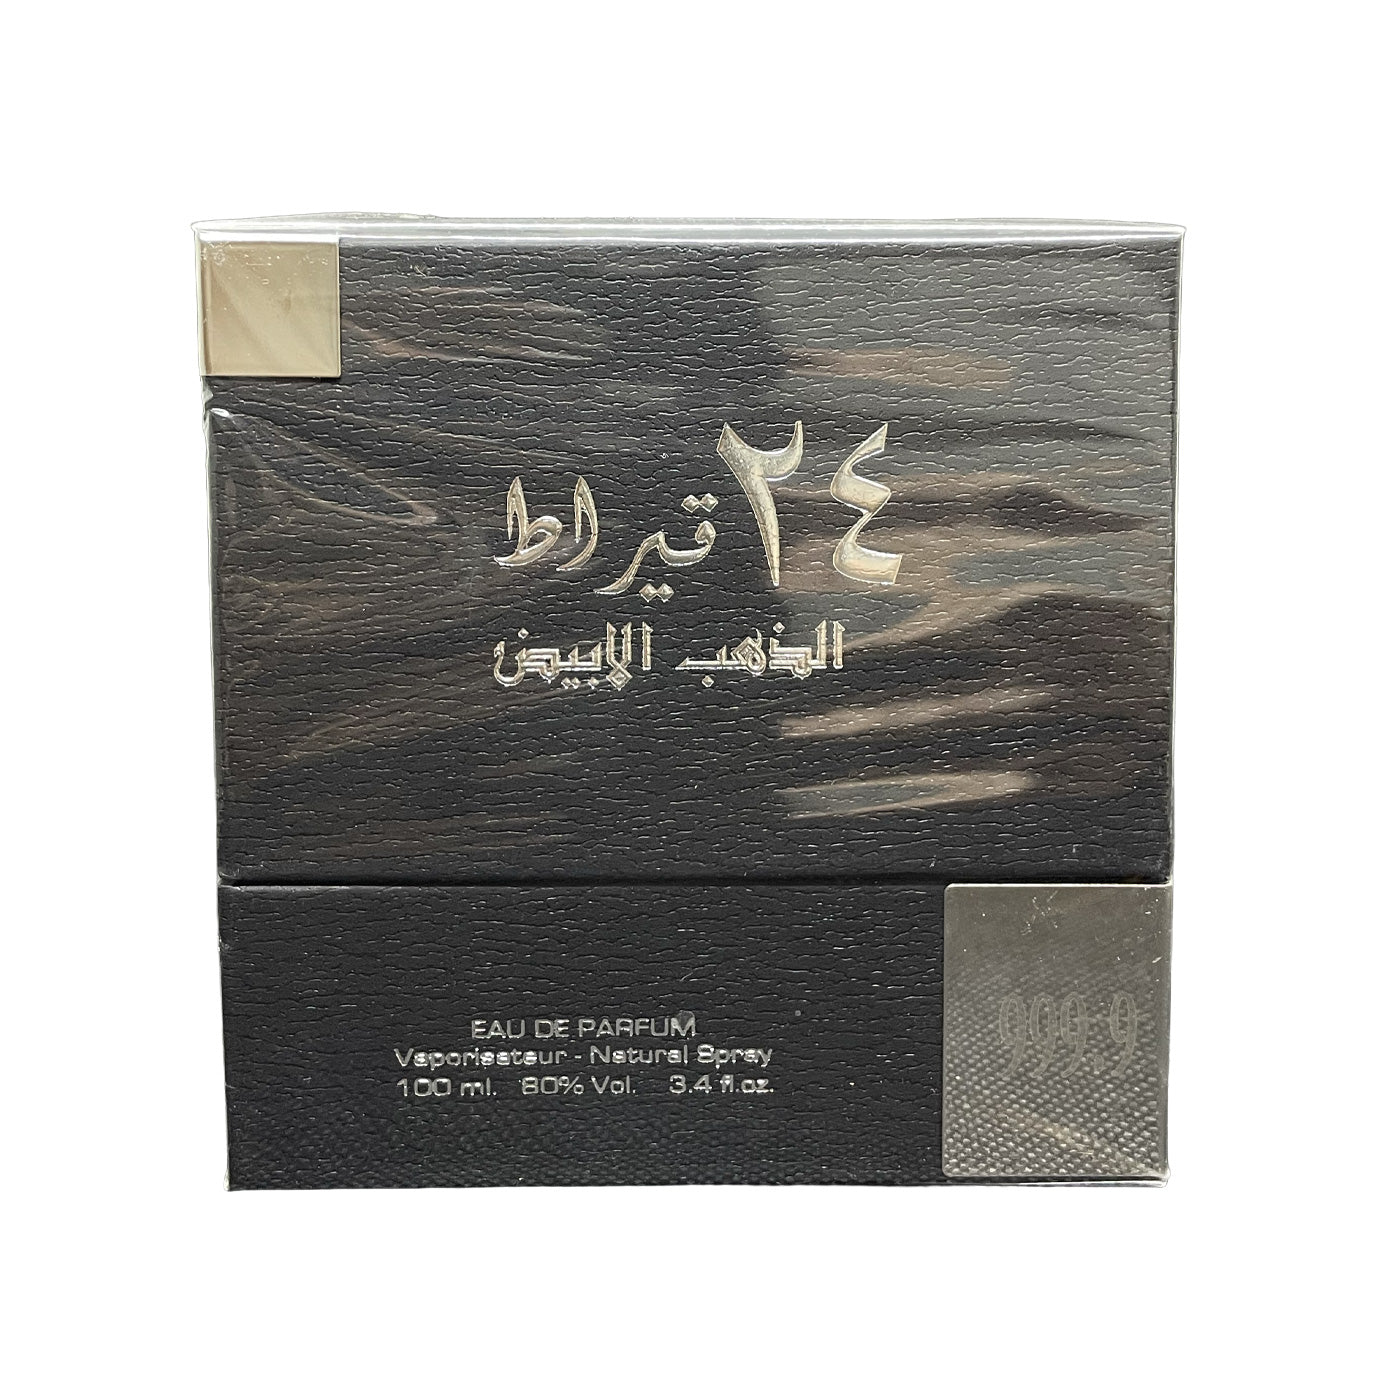 ٢٤ قيراط
الذهب الابيض
EAU DE PARFUM
Vaporisateur - Natural Spray
100 ml. 80% Vol. 3.4 fl.oz.
999.9